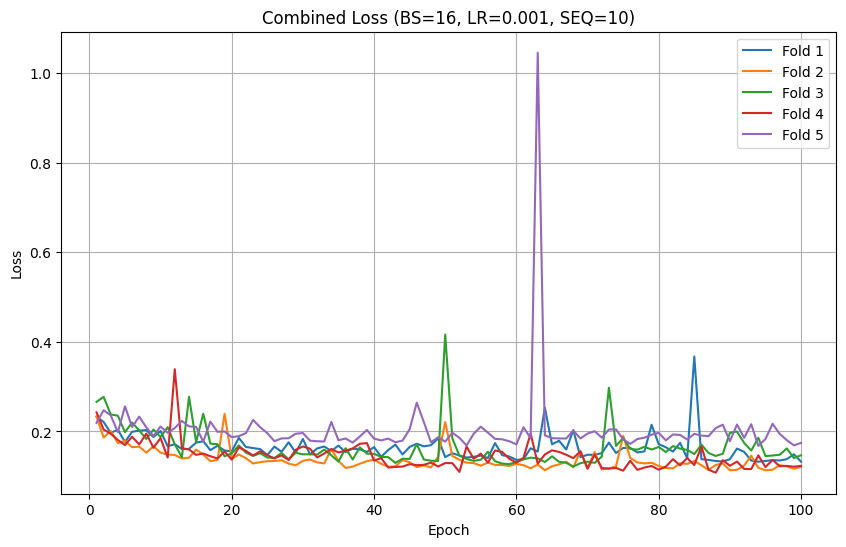 Combined Loss (BS=16, LR=0.001, SEQ=10)
Fold 1
Fold 2
Fold 3
Fold 4
Fold 5
Loss
1.0
0.8
0.6
0.4
0.2
0 20 40 60 80 100
Epoch